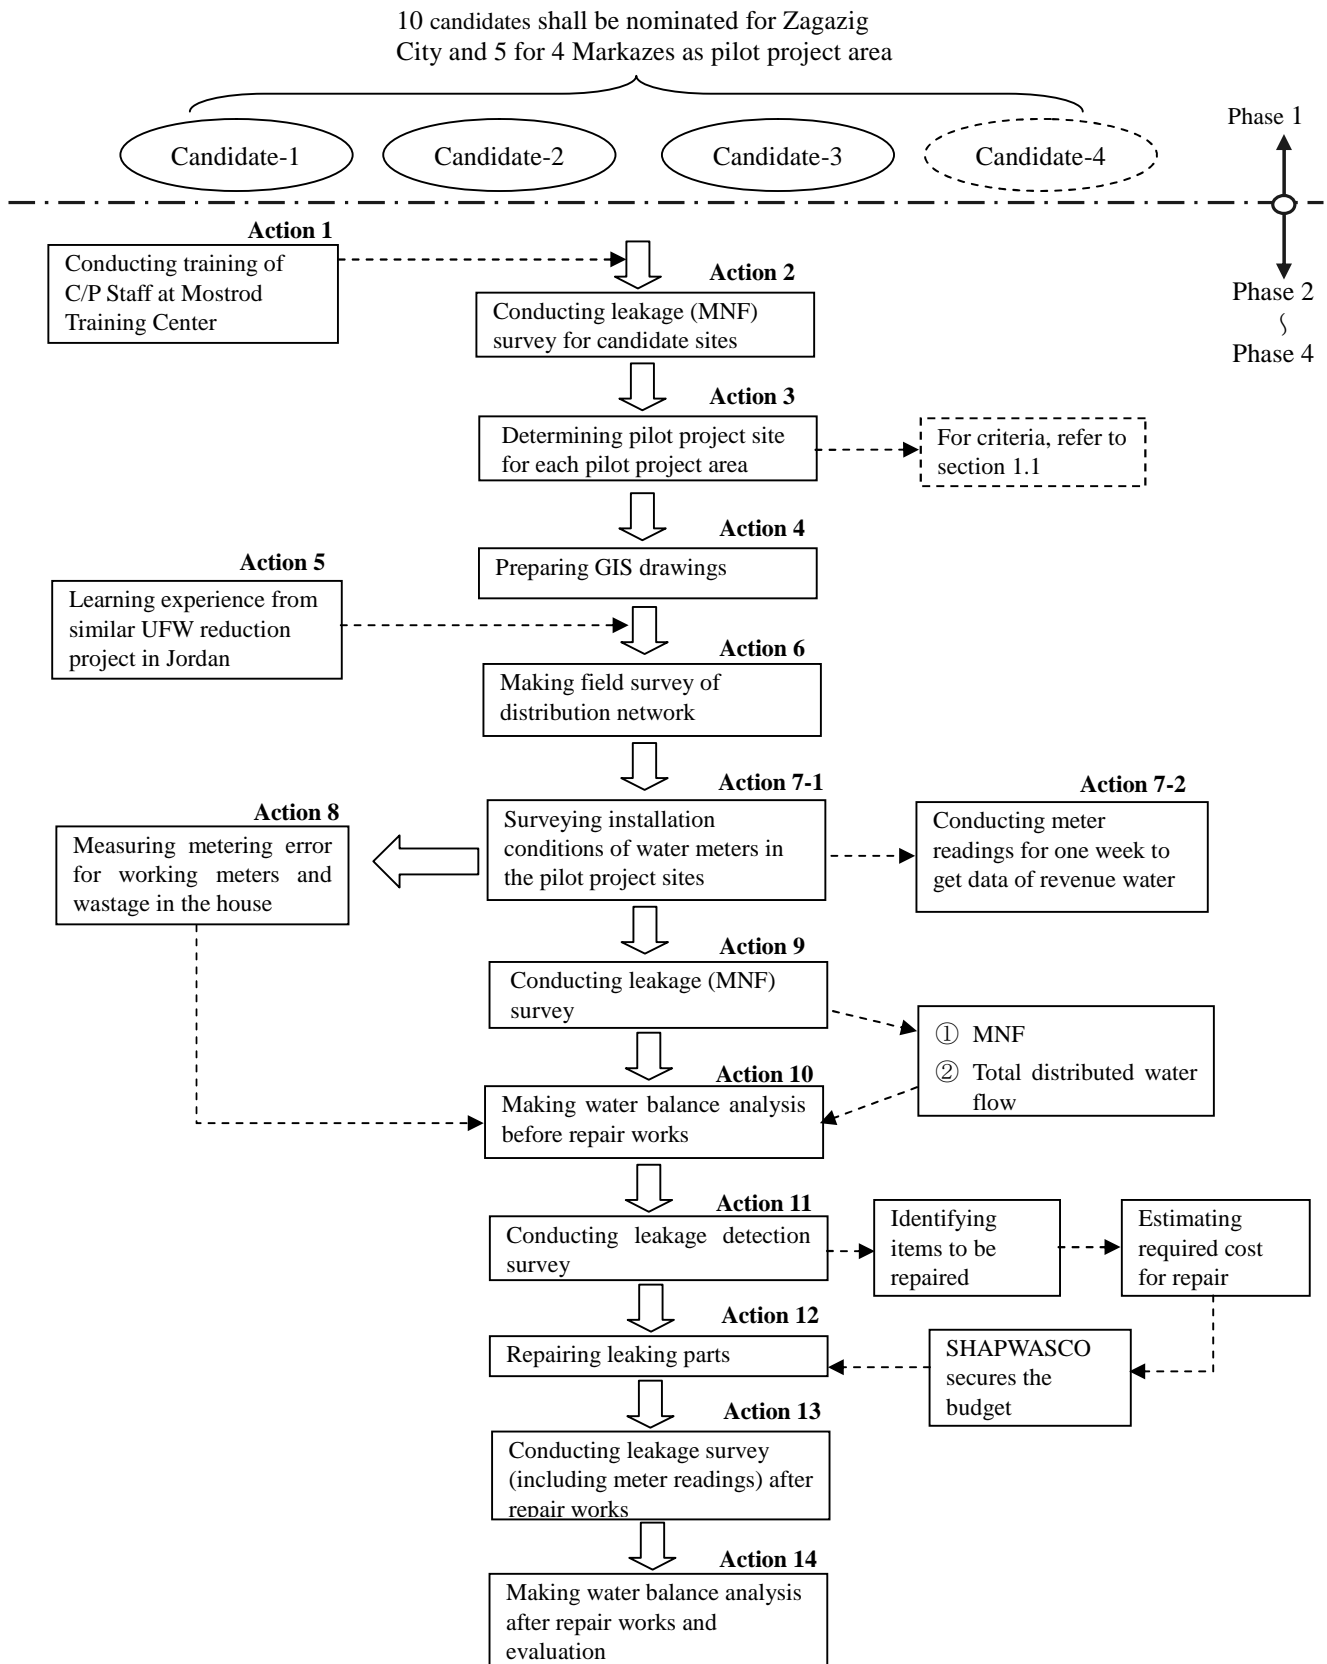 10 candidates shall be nominated for Zagazig
City and 5 for 4 Markazes as pilot project area
Candidate-1
Candidate-2
Candidate-3
Candidate-4
Phase 1
Phase 2
∫
Phase 4
Action 1
Conducting training of
C/P Staff at Mostrod
Training Center
Action 2
Conducting leakage (MNF)
survey for candidate sites
Action 3
Determining pilot project site
for each pilot project area
For criteria, refer to
section 1.1
Action 4
Preparing GIS drawings
Action 5
Learning experience from
similar UFW reduction
project in Jordan
Action 6
Making field survey of
distribution network
Action 7-1
Surveying installation
conditions of water meters in
the pilot project sites
Action 7-2
Conducting meter
readings for one week to
get data of revenue water
Action 8
Measuring metering error
for working meters and
wastage in the house
Action 9
Conducting leakage (MNF)
survey
① MNF
② Total distributed water
flow
Action 10
Making water balance analysis
before repair works
Action 11
Conducting leakage detection
survey
Identifying
items to be
repaired
Estimating
required cost
for repair
Action 12
Repairing leaking parts
SHAPWASCO
secures the
budget
Action 13
Conducting leakage survey
(including meter readings) after
repair works
Action 14
Making water balance analysis
after repair works and
evaluation